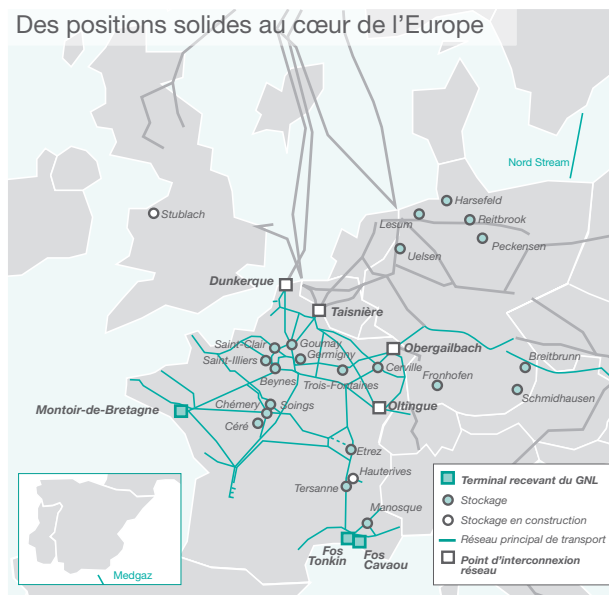 Des positions solides au cœur de l'Europe
Nord Stream
Harsefeld
Stublach
Lesum
Reitbrook
Peckensen
Uelsen
Dunkerque
Taisnière
Saint-Clair
Gournay
Obergailbach
Saint-Illiers
Germigny
Cerville
Breitbrunn
Beynes
Trois-Fontaines
Fronhofen
Schmidhausen
Montoir-de-Bretagne
Chémery
Soings
Oltingue
Céré
Etrez
Hauterives
Tersanne
Manosque
Fos
Tonkin
Fos
Cavaou
Medgaz
Terminal recevant du GNL
Stockage
Stockage en construction
Réseau principal de transport
Point d'interconnexion
réseau